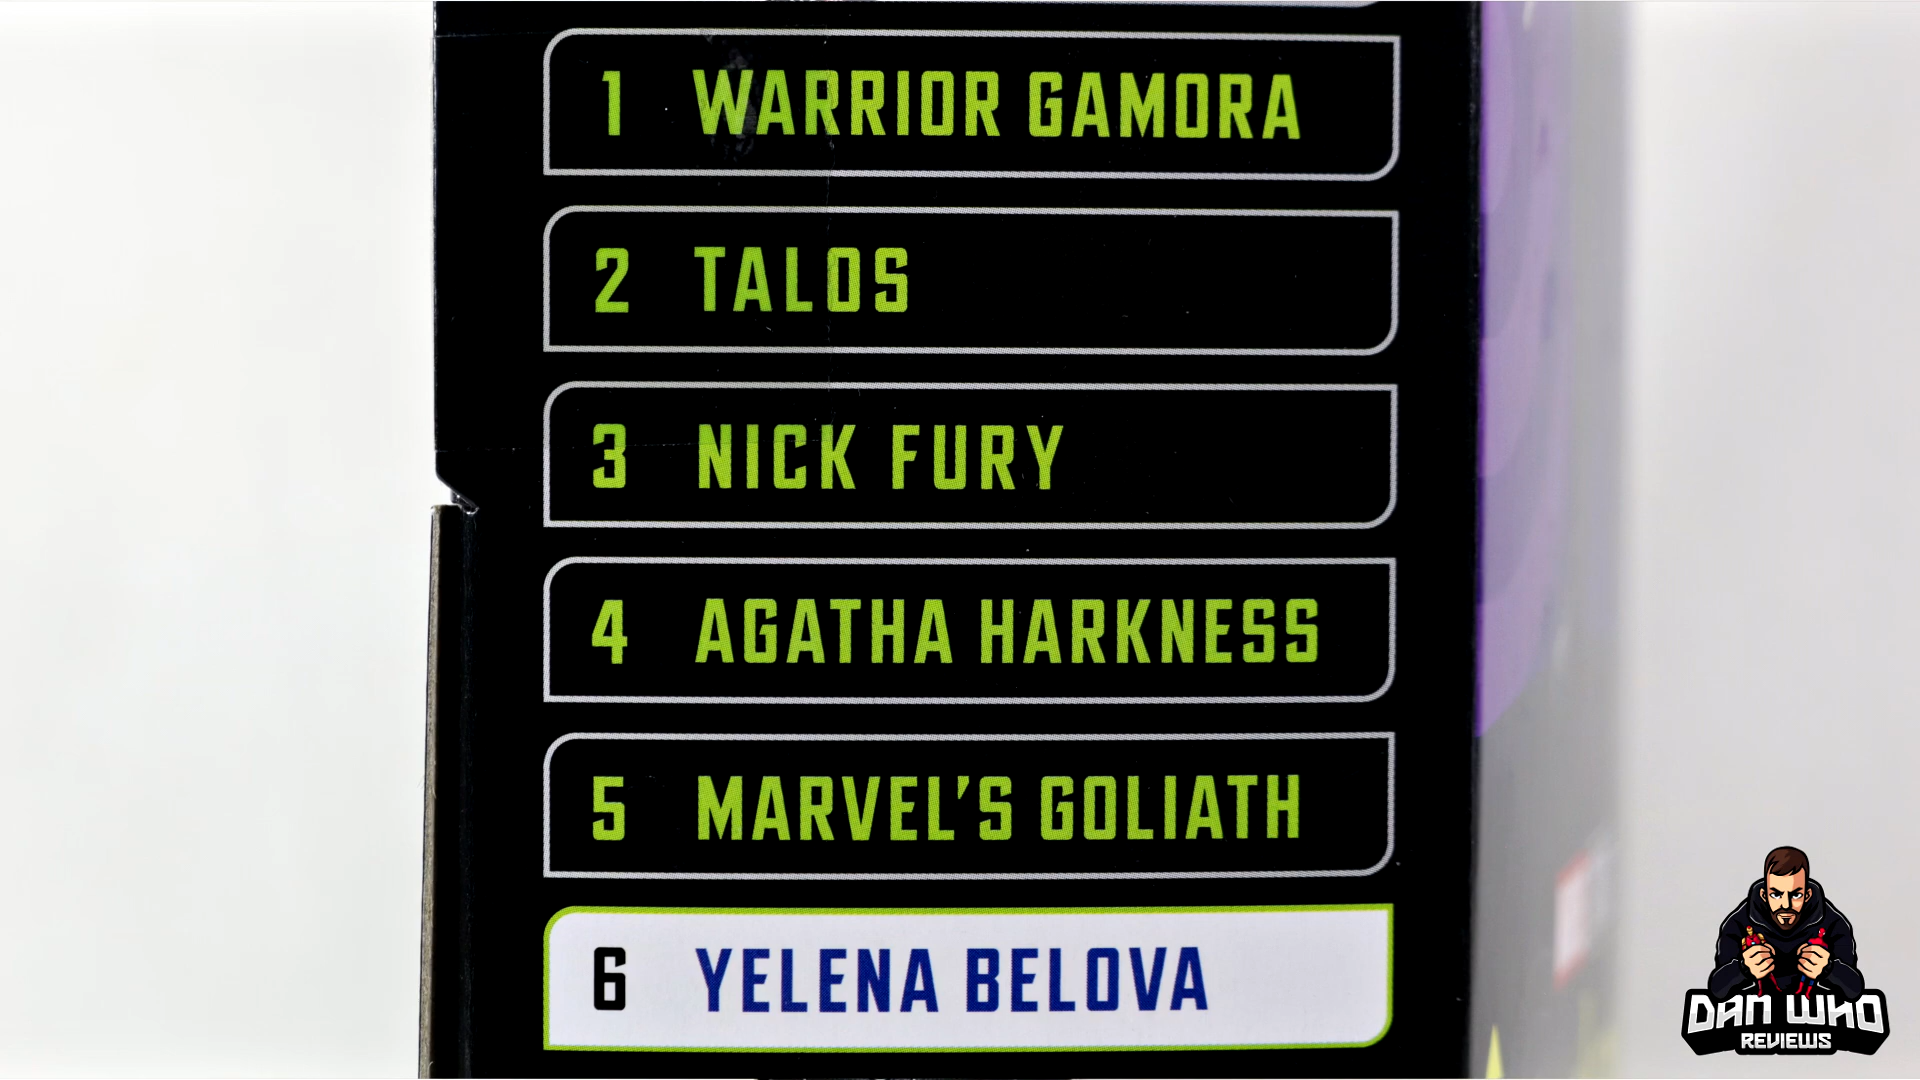 1 WARRIOR GAMORA
2 TALOS
3 NICK FURY
4 AGATHA HARKNESS
5 MARVEL'S GOLIATH
6 YELENA BELOVA
DAN WHO
REVIEWS